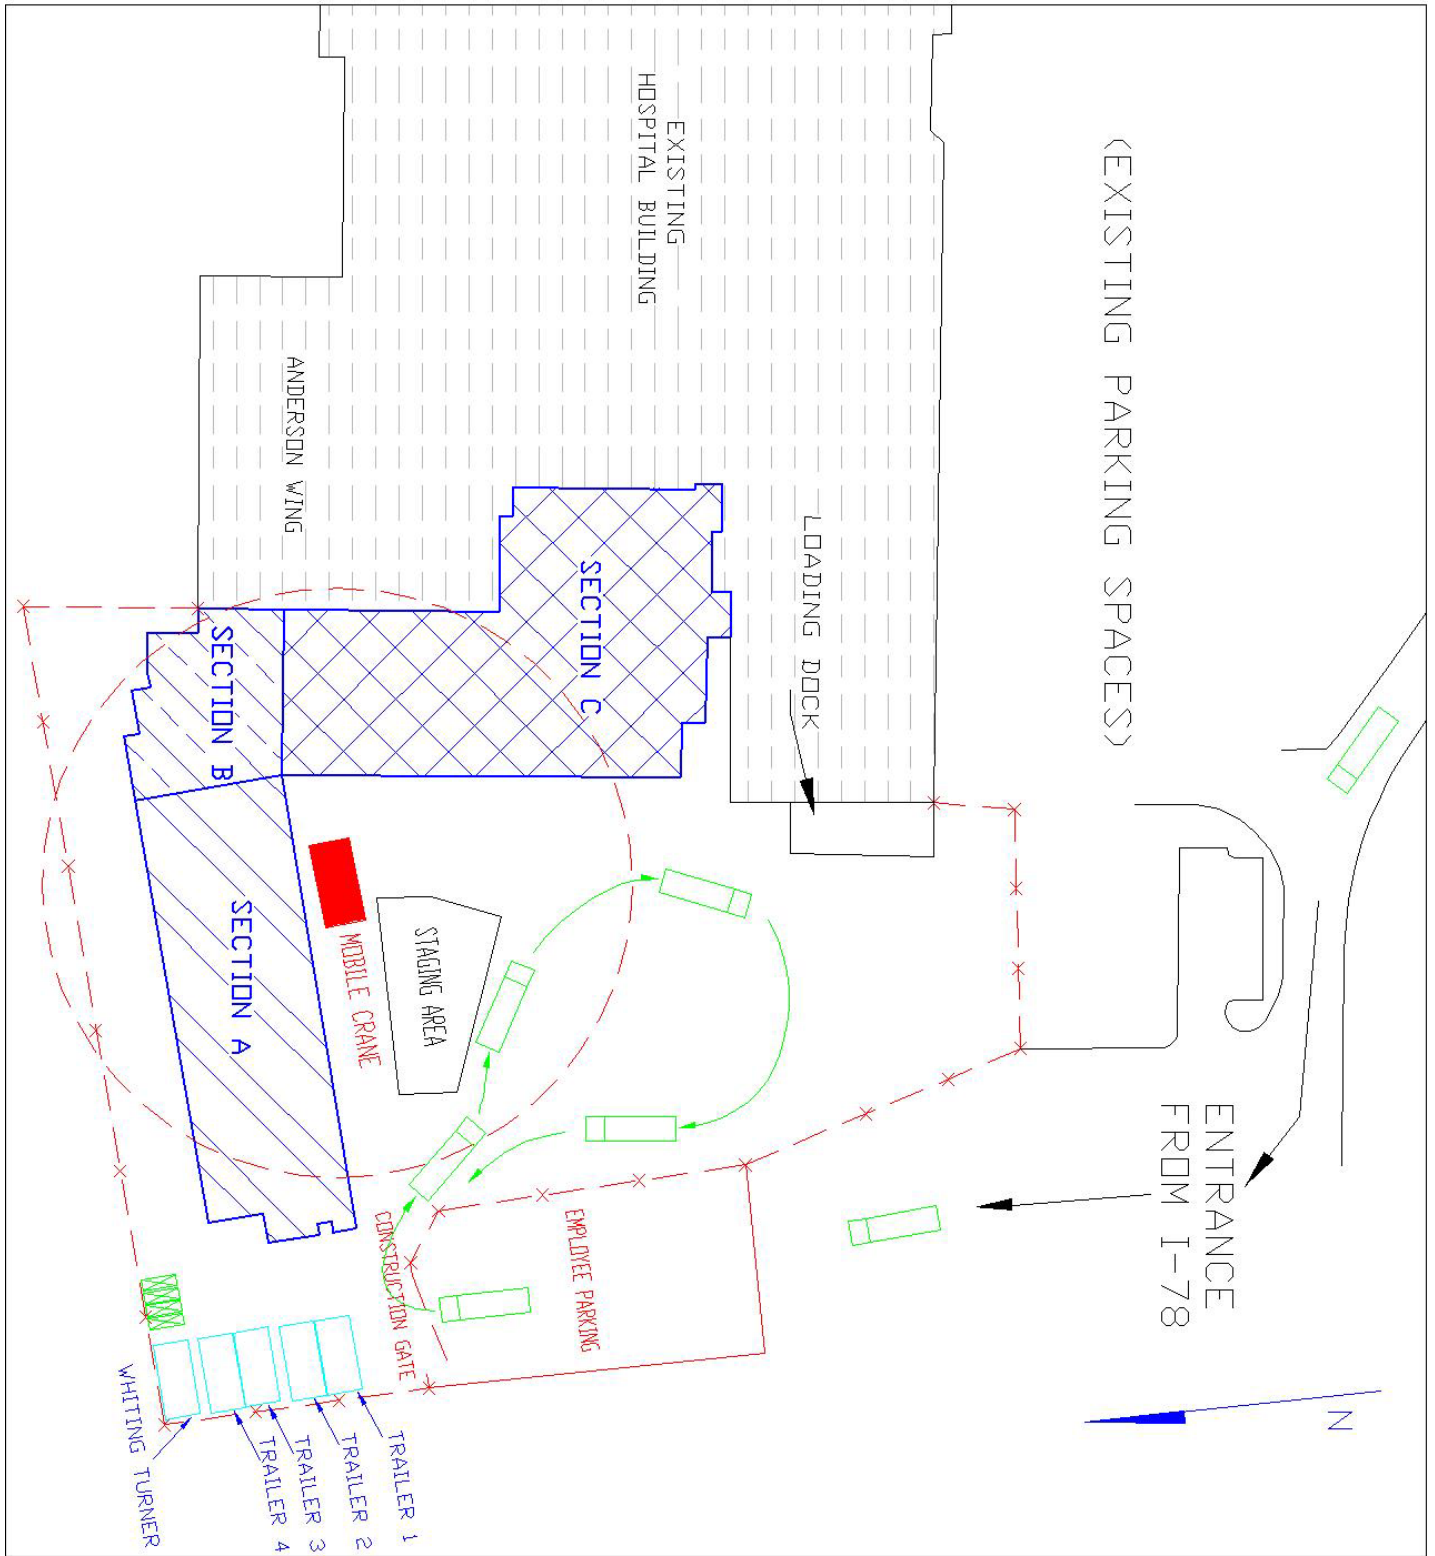 (EXISTING PARKING SPACES)
EXISTING
HOSPITAL BUILDING
ANDERSON WING
LOADING DOCK
SECTION C
SECTION B
SECTION A
MOBILE CRANE
STAGING AREA
ENTRANCE
FROM I-78
EMPLOYEE PARKING
CONSTRUCTION GATE
N
TRAILER 1
TRAILER 2
TRAILER 3
TRAILER 4
WHITING TURNER